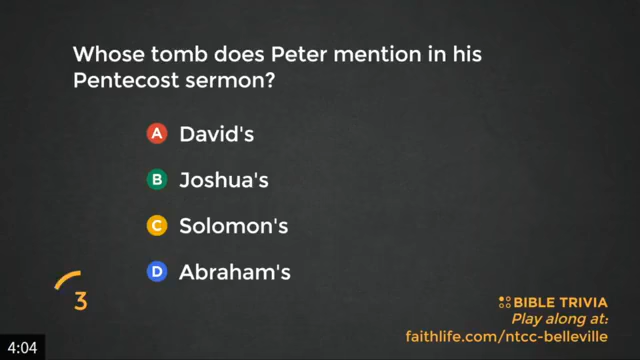 Whose tomb does Peter mention in his
Pentecost sermon?
A David's
B Joshua's
C Solomon's
D Abraham's
3
BIBLE TRIVIA
Play along at:
faithlife.com/ntcc-belleville
4:04